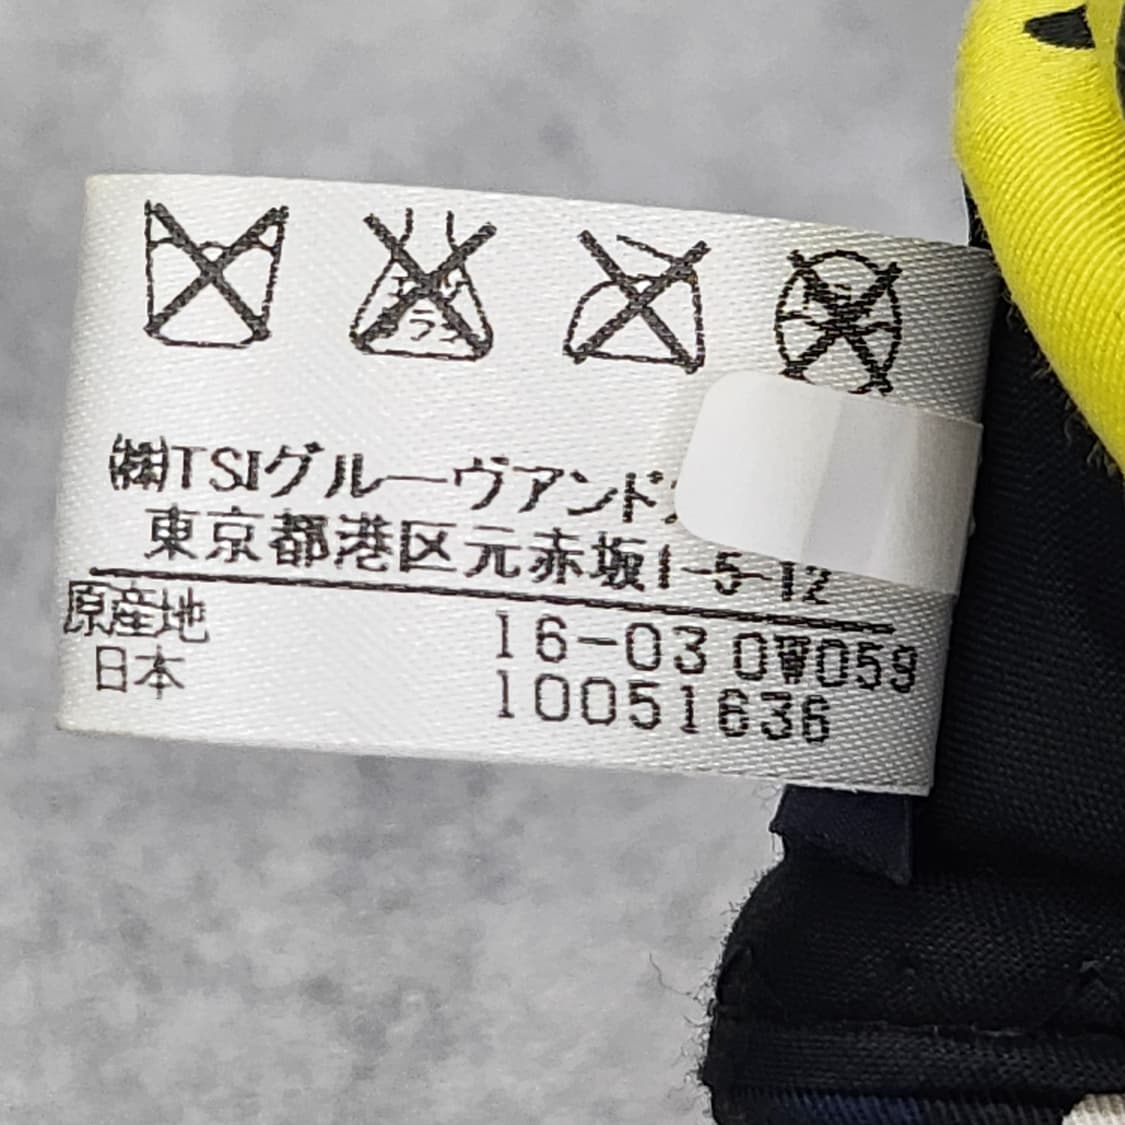 ㈱TSIグルーヴアンド
東京都港区元赤坂1-5-12
原産地
日本
16-03 0W059
10051636